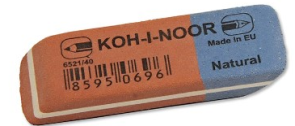 KOH-I-NOOR
6521/40
Made in EU
8595 0696
Natural